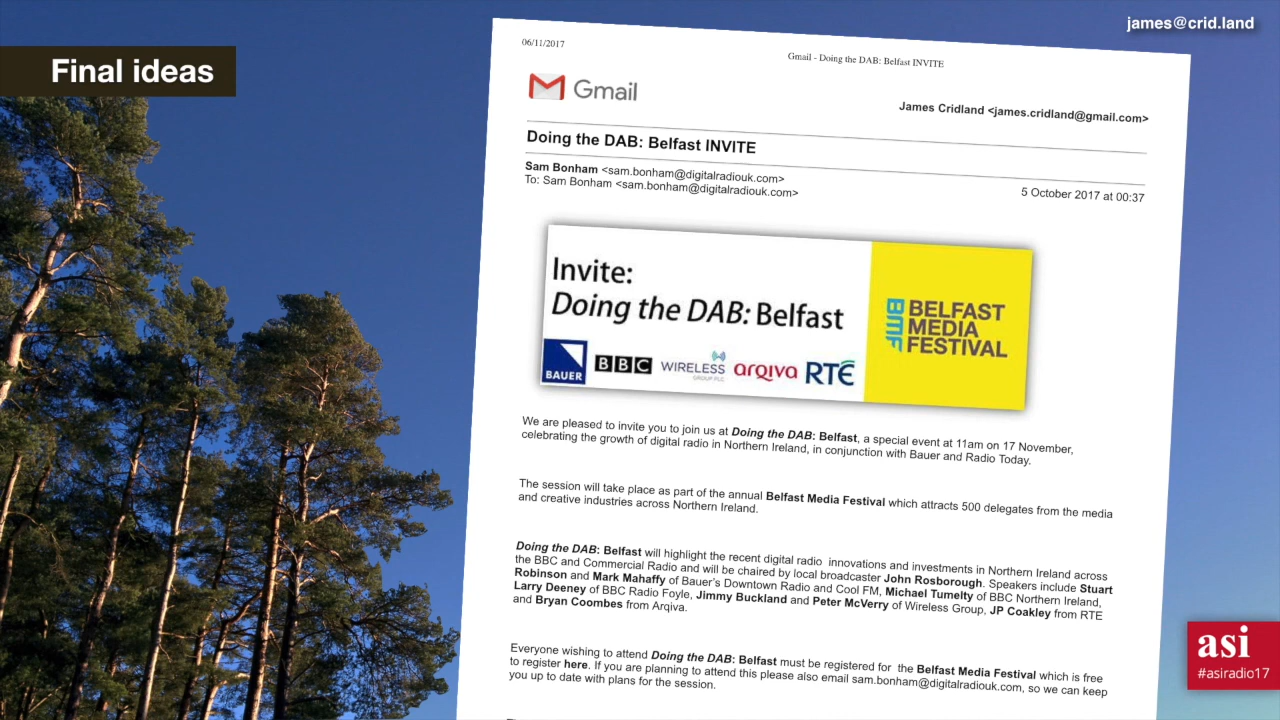 james@crid.land
Final ideas
06/11/2017
Gmail - Doing the DAB: Belfast INVITE
Gmail
James Cridland <james.cridland@gmail.com>
Doing the DAB: Belfast INVITE
Sam Bonham <sam.bonham@digitalradiouk.com>
To: Sam Bonham <sam.bonham@digitalradiouk.com>
5 October 2017 at 00:37
Invite:
Doing the DAB: Belfast
BAUER
BBC
WIRELESS
GROUP PLC
arqiva
RTÉ
BMF
BELFAST
MEDIA
FESTIVAL
We are pleased to invite you to join us at Doing the DAB: Belfast, a special event at 11am on 17 November,
celebrating the growth of digital radio in Northern Ireland, in conjunction with Bauer and Radio Today.
The session will take place as part of the annual Belfast Media Festival which attracts 500 delegates from the media
and creative industries across Northern Ireland.
Doing the DAB: Belfast will highlight the recent digital radio innovations and investments in Northern Ireland across
the BBC and Commercial Radio and will be chaired by local broadcaster John Rosborough. Speakers include Stuart
Robinson and Mark Mahaffy of Bauer's Downtown Radio and Cool FM, Michael Tumelty of BBC Northern Ireland,
Larry Deeney of BBC Radio Foyle, Jimmy Buckland and Peter McVerry of Wireless Group, JP Coakley from RTE
and Bryan Coombes from Arqiva.
Everyone wishing to attend Doing the DAB: Belfast must be registered for the Belfast Media Festival which is free
to register here. If you are planning to attend this please also email sam.bonham@digitalradiouk.com, so we can keep
you up to date with plans for the session.
asi
#asiradio17